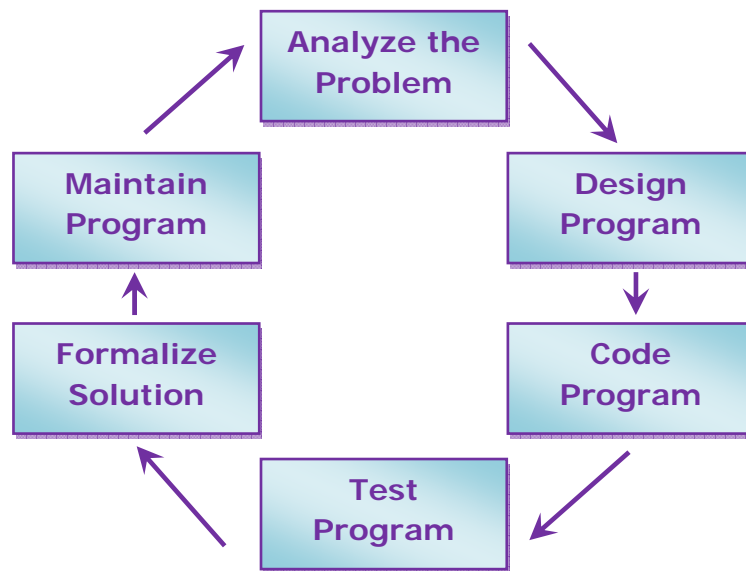 Analyze the
Problem
Design
Program
Code
Program
Test
Program
Formalize
Solution
Maintain
Program